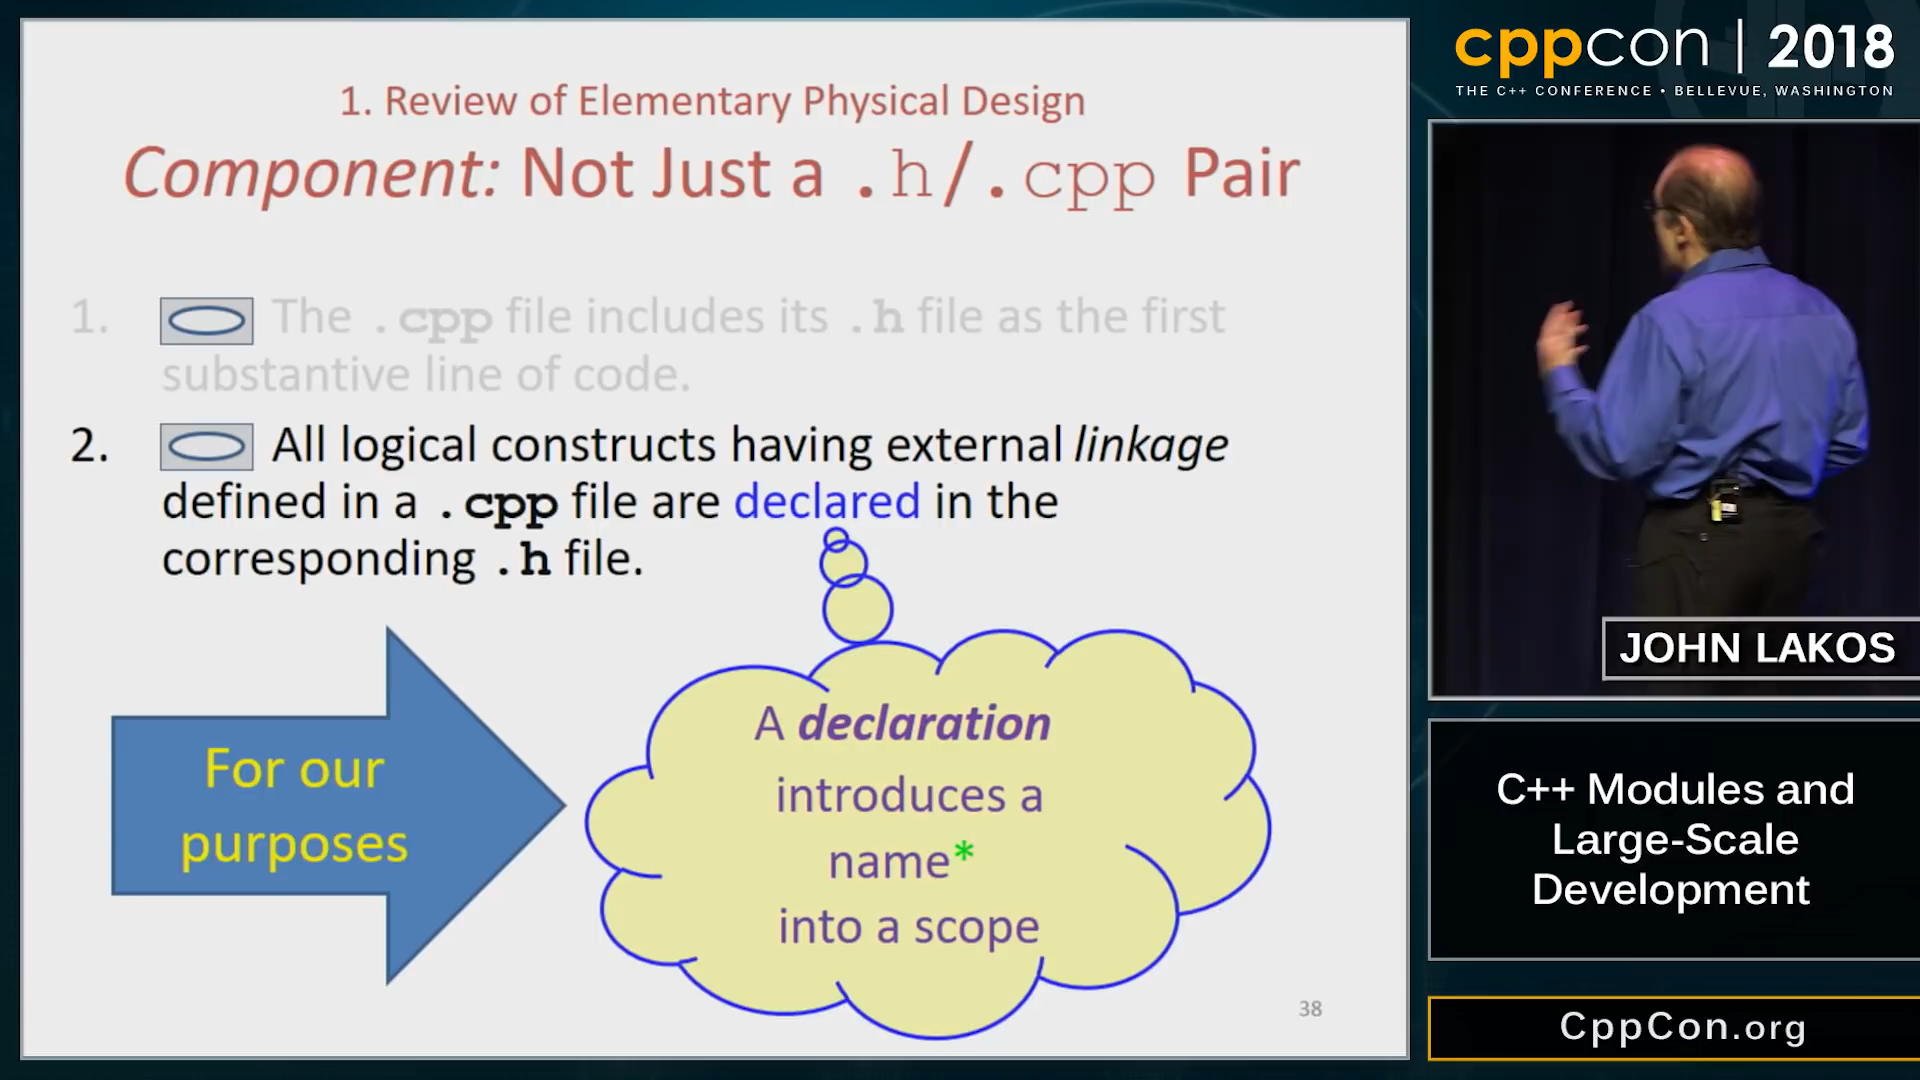 1. Review of Elementary Physical Design
Component: Not Just a .h/.cpp Pair
1. The .cpp file includes its .h file as the first
substantive line of code.
2. All logical constructs having external linkage
defined in a .cpp file are declared in the
corresponding .h file.
For our
purposes
A declaration
introduces a
name*
into a scope
38
cppcon | 2018
THE C++ CONFERENCE • BELLEVUE, WASHINGTON
JOHN LAKOS
C++ Modules and
Large-Scale
Development
CppCon.org